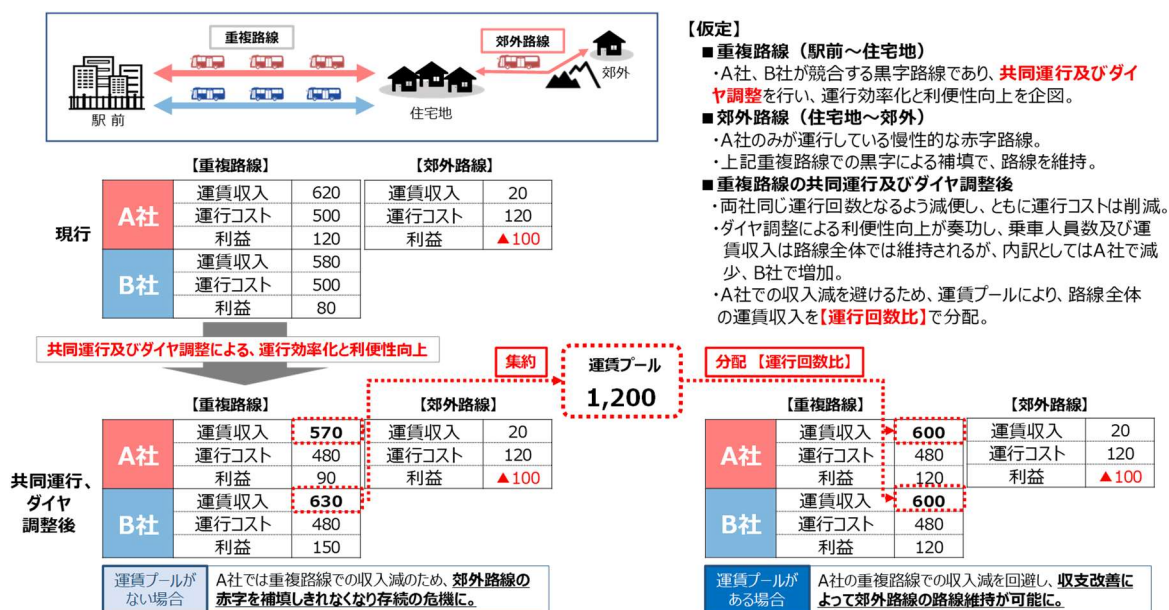 重複路線
郊外路線
駅 前
住宅地
郊外
【仮定】
■重複路線（駅前～住宅地）
・A社、B社が競合する黒字路線であり、共同運行及びダイ
ヤ調整を行い、運行効率化と利便性向上を企図。
■郊外路線（住宅地～郊外）
・A社のみが運行している慢性的な赤字路線。
・上記重複路線での黒字による補填で、路線を維持。
■重複路線の共同運行及びダイヤ調整後
・両社同じ運行回数となるよう減便し、ともに運行コストは削減。
・ダイヤ調整による利便性向上が奏功し、乗車人員数及び運
賃収入は路線全体では維持されるが、内訳としてはA社で減
少、B社で増加。
・A社での収入減を避けるため、運賃プールにより、路線全体
の運賃収入を【運行回数比】で分配。
【重複路線】 【郊外路線】
現行
A社
運賃収入 620 運賃収入 20
運行コスト 500 運行コスト 120
利益 120 利益 ▲100
B社
運賃収入 580
運行コスト 500
利益 80
共同運行及びダイヤ調整による、運行効率化と利便性向上
集約
運賃プール
1,200
分配 【運行回数比】
【重複路線】 【郊外路線】
共同運行、
ダイヤ
調整後
A社
運賃収入 570 運賃収入 20
運行コスト 480 運行コスト 120
利益 90 利益 ▲100
B社
運賃収入 630
運行コスト 480
利益 150
運賃プールが
ない場合
A社では重複路線での収入減のため、郊外路線の
赤字を補填しきれなくなり存続の危機に。
【重複路線】 【郊外路線】
A社
運賃収入 600 運賃収入 20
運行コスト 480 運行コスト 120
利益 120 利益 ▲100
B社
運賃収入 600
運行コスト 480
利益 120
運賃プールが
ある場合
A社の重複路線での収入減を回避し、収支改善に
よって郊外路線の路線維持が可能に。